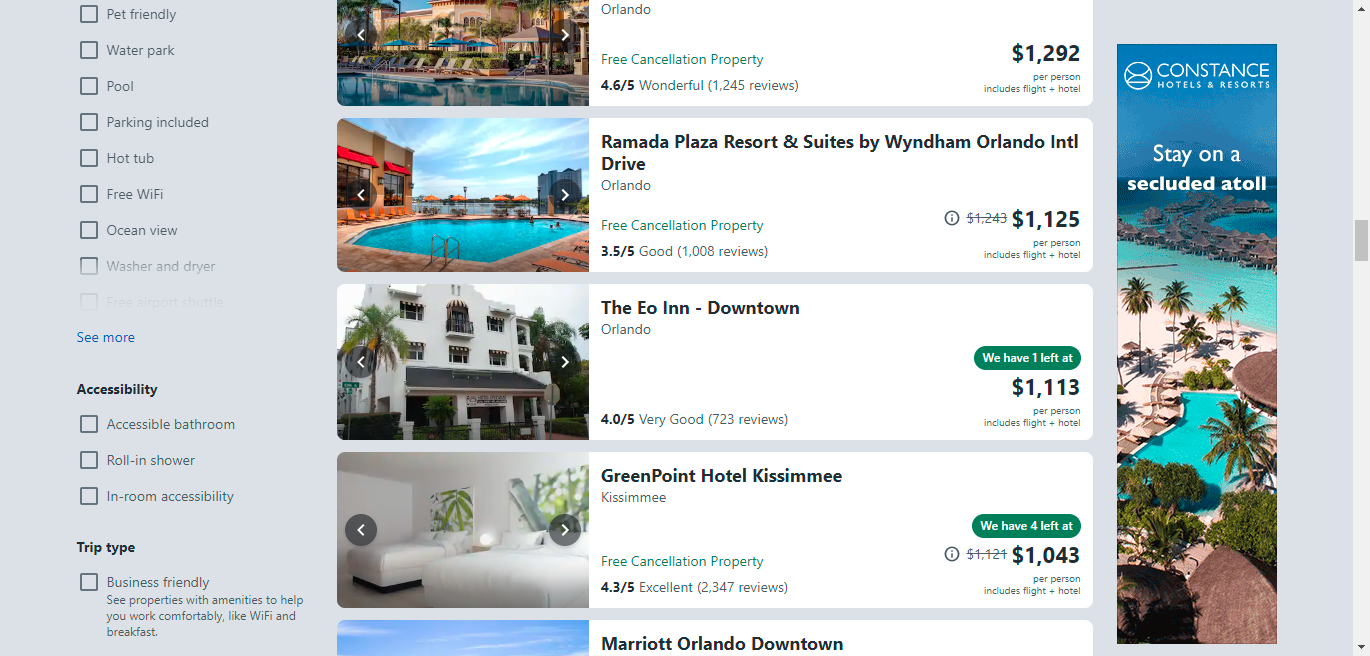 Pet friendly
Water park
Pool
Parking included
Hot tub
Free WiFi
Ocean view
Washer and dryer
Free airport shuttle
See more
Accessibility
Accessible bathroom
Roll-in shower
In-room accessibility
Trip type
Business friendly
See properties with amenities to help
you work comfortably, like WiFi and
breakfast.
Orlando
Free Cancellation Property
4.6/5 Wonderful (1,245 reviews)
$1,292
per person
includes flight + hotel
Ramada Plaza Resort & Suites by Wyndham Orlando Intl
Drive
Orlando
Free Cancellation Property
3.5/5 Good (1,008 reviews)
$1,243 $1,125
per person
includes flight + hotel
The Eo Inn - Downtown
Orlando
4.0/5 Very Good (723 reviews)
We have 1 left at
$1,113
per person
includes flight + hotel
GreenPoint Hotel Kissimmee
Kissimmee
Free Cancellation Property
4.3/5 Excellent (2,347 reviews)
We have 4 left at
$1,121 $1,043
per person
includes flight + hotel
Marriott Orlando Downtown
CONSTANCE
HOTELS & RESORTS
Stay on a
secluded atoll